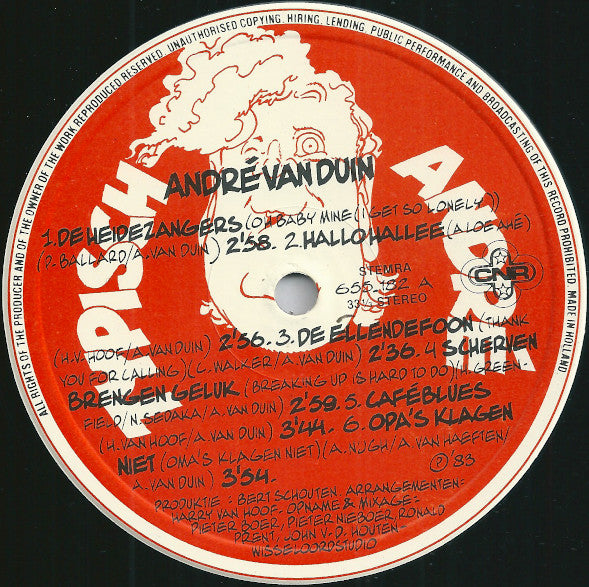 ALL RIGHTS OF THE PRODUCER AND OF THE OWNER OF THE WORK REPRODUCED RESERVED. UNAUTHORISED COPYING, HIRING, LENDING, PUBLIC PERFORMANCE AND BROADCASTING OF THIS RECORD PROHIBITED. MADE IN HOLLAND
TIPISCH
ANDRÉ
ANDRÉ VAN DUIN
1. DE HEIDEZANGERS (OH BABY MINE (I GET SO LONELY))
(P. BALLARD/A. VAN DUIN) 2'58. 2. HALLO HALLEE (ALOE AHÉ)
STEMRA
655.182 A
33⅓ STEREO
CNR
(H.V. HOOF/A. VAN DUIN) 2'56. 3. DE ELLENDEFOON (THANK
YOU FOR CALLING) (C. WALKER/A. VAN DUIN) 2'36. 4 SCHERVEN
BRENGEN GELUK (BREAKING UP IS HARD TO DO) (H. GREEN-
FIELD/N. SEDAKA/A. VAN DUIN) 2'59. 5. CAFÉBLUES
(H. VAN HOOF/A. VAN DUIN) 3'44. 6. OPA'S KLAGEN
NIET (OMA'S KLAGEN NIET) (A. NIJGH/A. VAN HAEFTEN/
A. VAN DUIN) 3'54.
℗ '83
PRODUKTIE: BERT SCHOUTEN. ARRANGEMENTEN:
HARRY VAN HOOF. OPNAME & MIXAGE:
PIETER BOER, PIETER NIEBOER, RONALD
PRENT, JOHN V.D. HOUTEN-
WISSELOORDSTUDIO